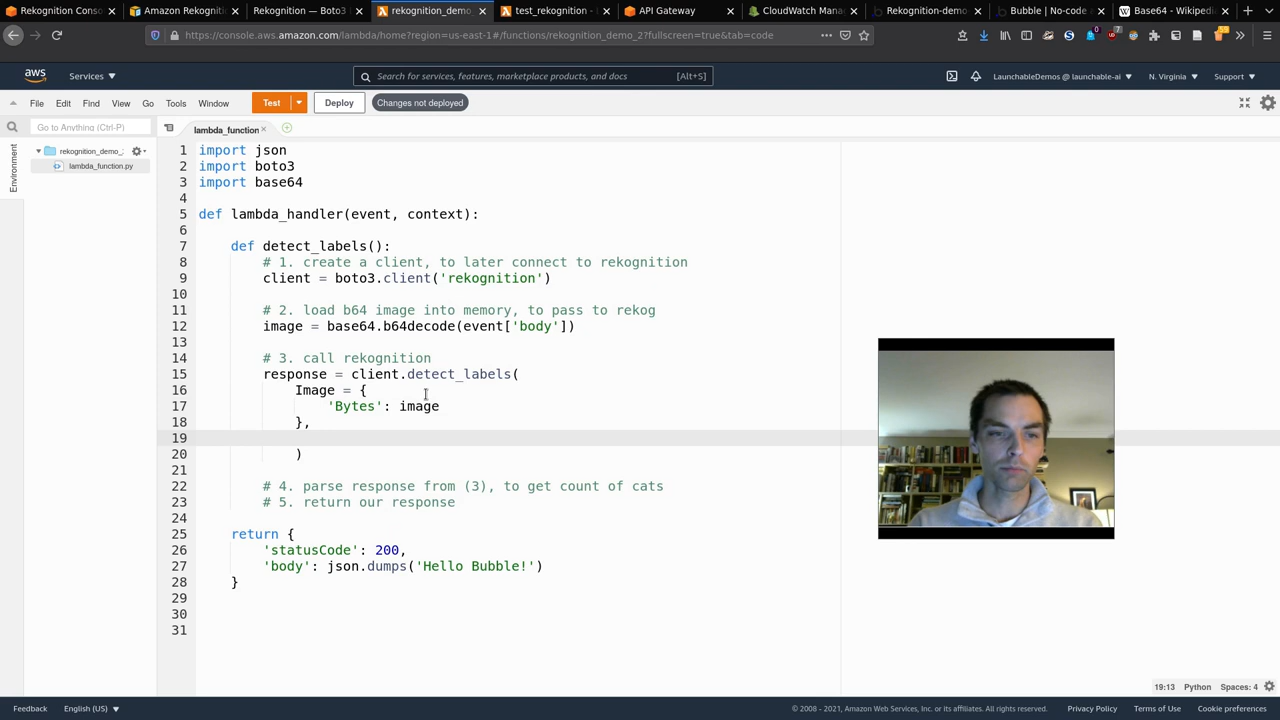 Rekognition Conso
Amazon Rekogniti
Rekognition — Boto3
rekognition_demo_
test_rekognition - L
API Gateway
CloudWatch Mana
Rekognition-demo
Bubble | No-code
Base64 - Wikipedi
https://console.aws.amazon.com/lambda/home?region=us-east-1#/functions/rekognition_demo_2?fullscreen=true&tab=code
aws
Services
Search for services, features, marketplace products, and docs
[Alt+S]
LaunchableDemos @ launchable-ai
N. Virginia
Support
File
Edit
Find
View
Go
Tools
Window
Test
Deploy
Changes not deployed
Go to Anything (Ctrl-P)
lambda_function
Environment
rekognition_demo_
lambda_function.py
1 import json
2 import boto3
3 import base64
4
5 def lambda_handler(event, context):
6
7 def detect_labels():
8 # 1. create a client, to later connect to rekognition
9 client = boto3.client('rekognition')
10
11 # 2. load b64 image into memory, to pass to rekog
12 image = base64.b64decode(event['body'])
13
14 # 3. call rekognition
15 response = client.detect_labels(
16 Image = {
17 'Bytes': image
18 },
19
20 )
21
22 # 4. parse response from (3), to get count of cats
23 # 5. return our response
24
25 return {
26 'statusCode': 200,
27 'body': json.dumps('Hello Bubble!')
28 }
29
30
31
19:13
Python
Spaces: 4
Feedback
English (US)
© 2008 - 2021, Amazon Web Services, Inc. or its affiliates. All rights reserved.
Privacy Policy
Terms of Use
Cookie preferences